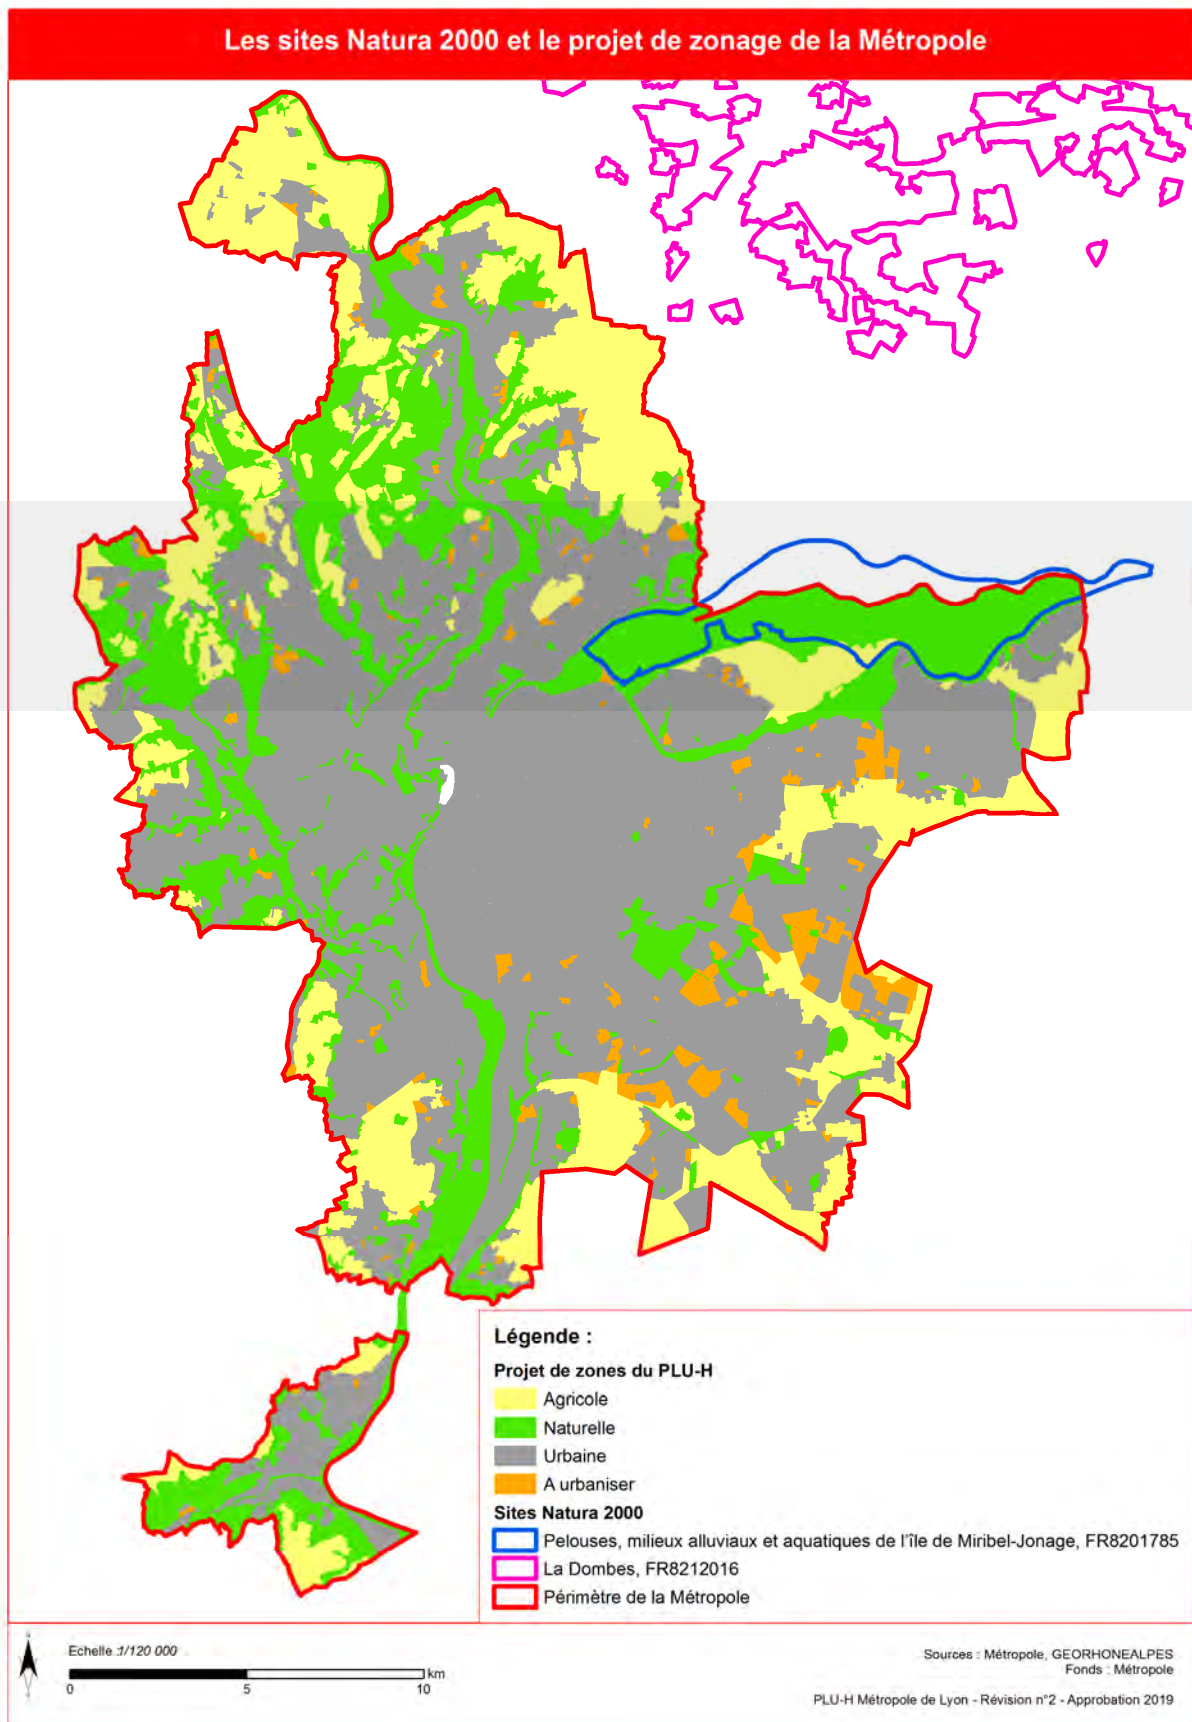 Les sites Natura 2000 et le projet de zonage de la Métropole
Légende :
Projet de zones du PLU-H
Agricole
Naturelle
Urbaine
A urbaniser
Sites Natura 2000
Pelouses, milieux alluviaux et aquatiques de l'île de Miribel-Jonage, FR8201785
La Dombes, FR8212016
Périmètre de la Métropole
Echelle :1/120 000
km
0 5 10
Sources : Métropole, GEORHONEALPES
Fonds : Métropole
PLU-H Métropole de Lyon - Révision n°2 - Approbation 2019